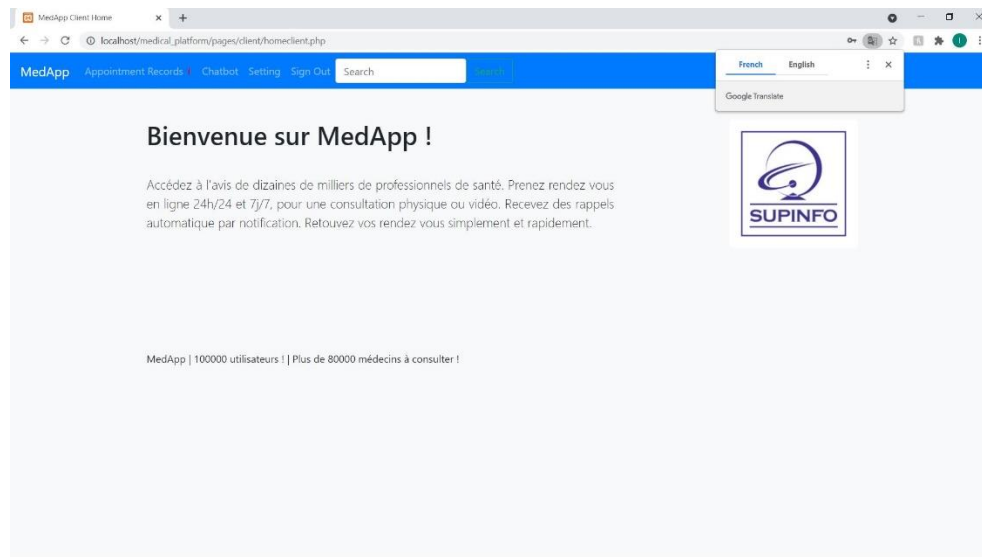 MedApp Client Home
localhost/medical_platform/pages/client/homeclient.php
MedApp Appointment Records Chatbot Setting Sign Out Search Search
French English
Google Translate
Bienvenue sur MedApp !
Accédez à l'avis de dizaines de milliers de professionnels de santé. Prenez rendez vous
en ligne 24h/24 et 7j/7, pour une consultation physique ou vidéo. Recevez des rappels
automatique par notification. Retouvez vos rendez vous simplement et rapidement.
SUPINFO
MedApp | 100000 utilisateurs ! | Plus de 80000 médecins à consulter !